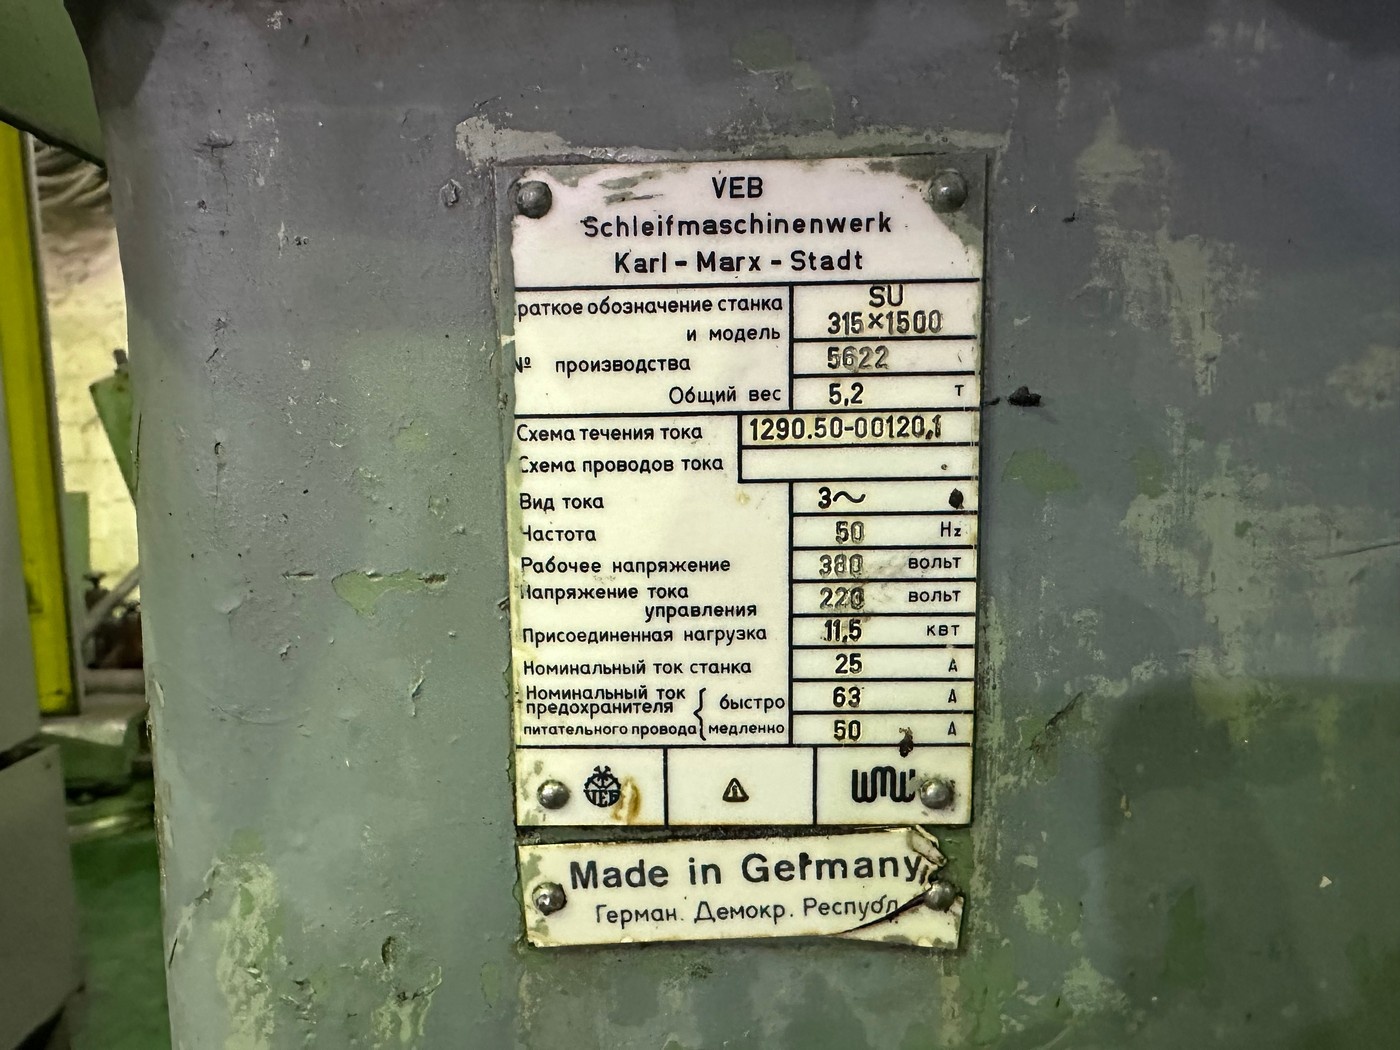 VEB
Schleifmaschinenwerk
Karl - Marx - Stadt
раткое обозначение станка
и модель
SU
315×1500
№ производства 5622
Общий вес 5,2 т
Схема течения тока 1290.50-00120,1
Схема проводов тока
Вид тока 3~
Частота 50 Hz
Рабочее напряжение 380 вольт
Напряжение тока
управления 220 вольт
Присоединенная нагрузка 11,5 квт
Номинальный ток станка 25 A
Номинальный ток
предохранителя быстро 63 A
питательного провода медленно 50 A
VEB WMW
Made in Germany
Герман. Демокр. Республ